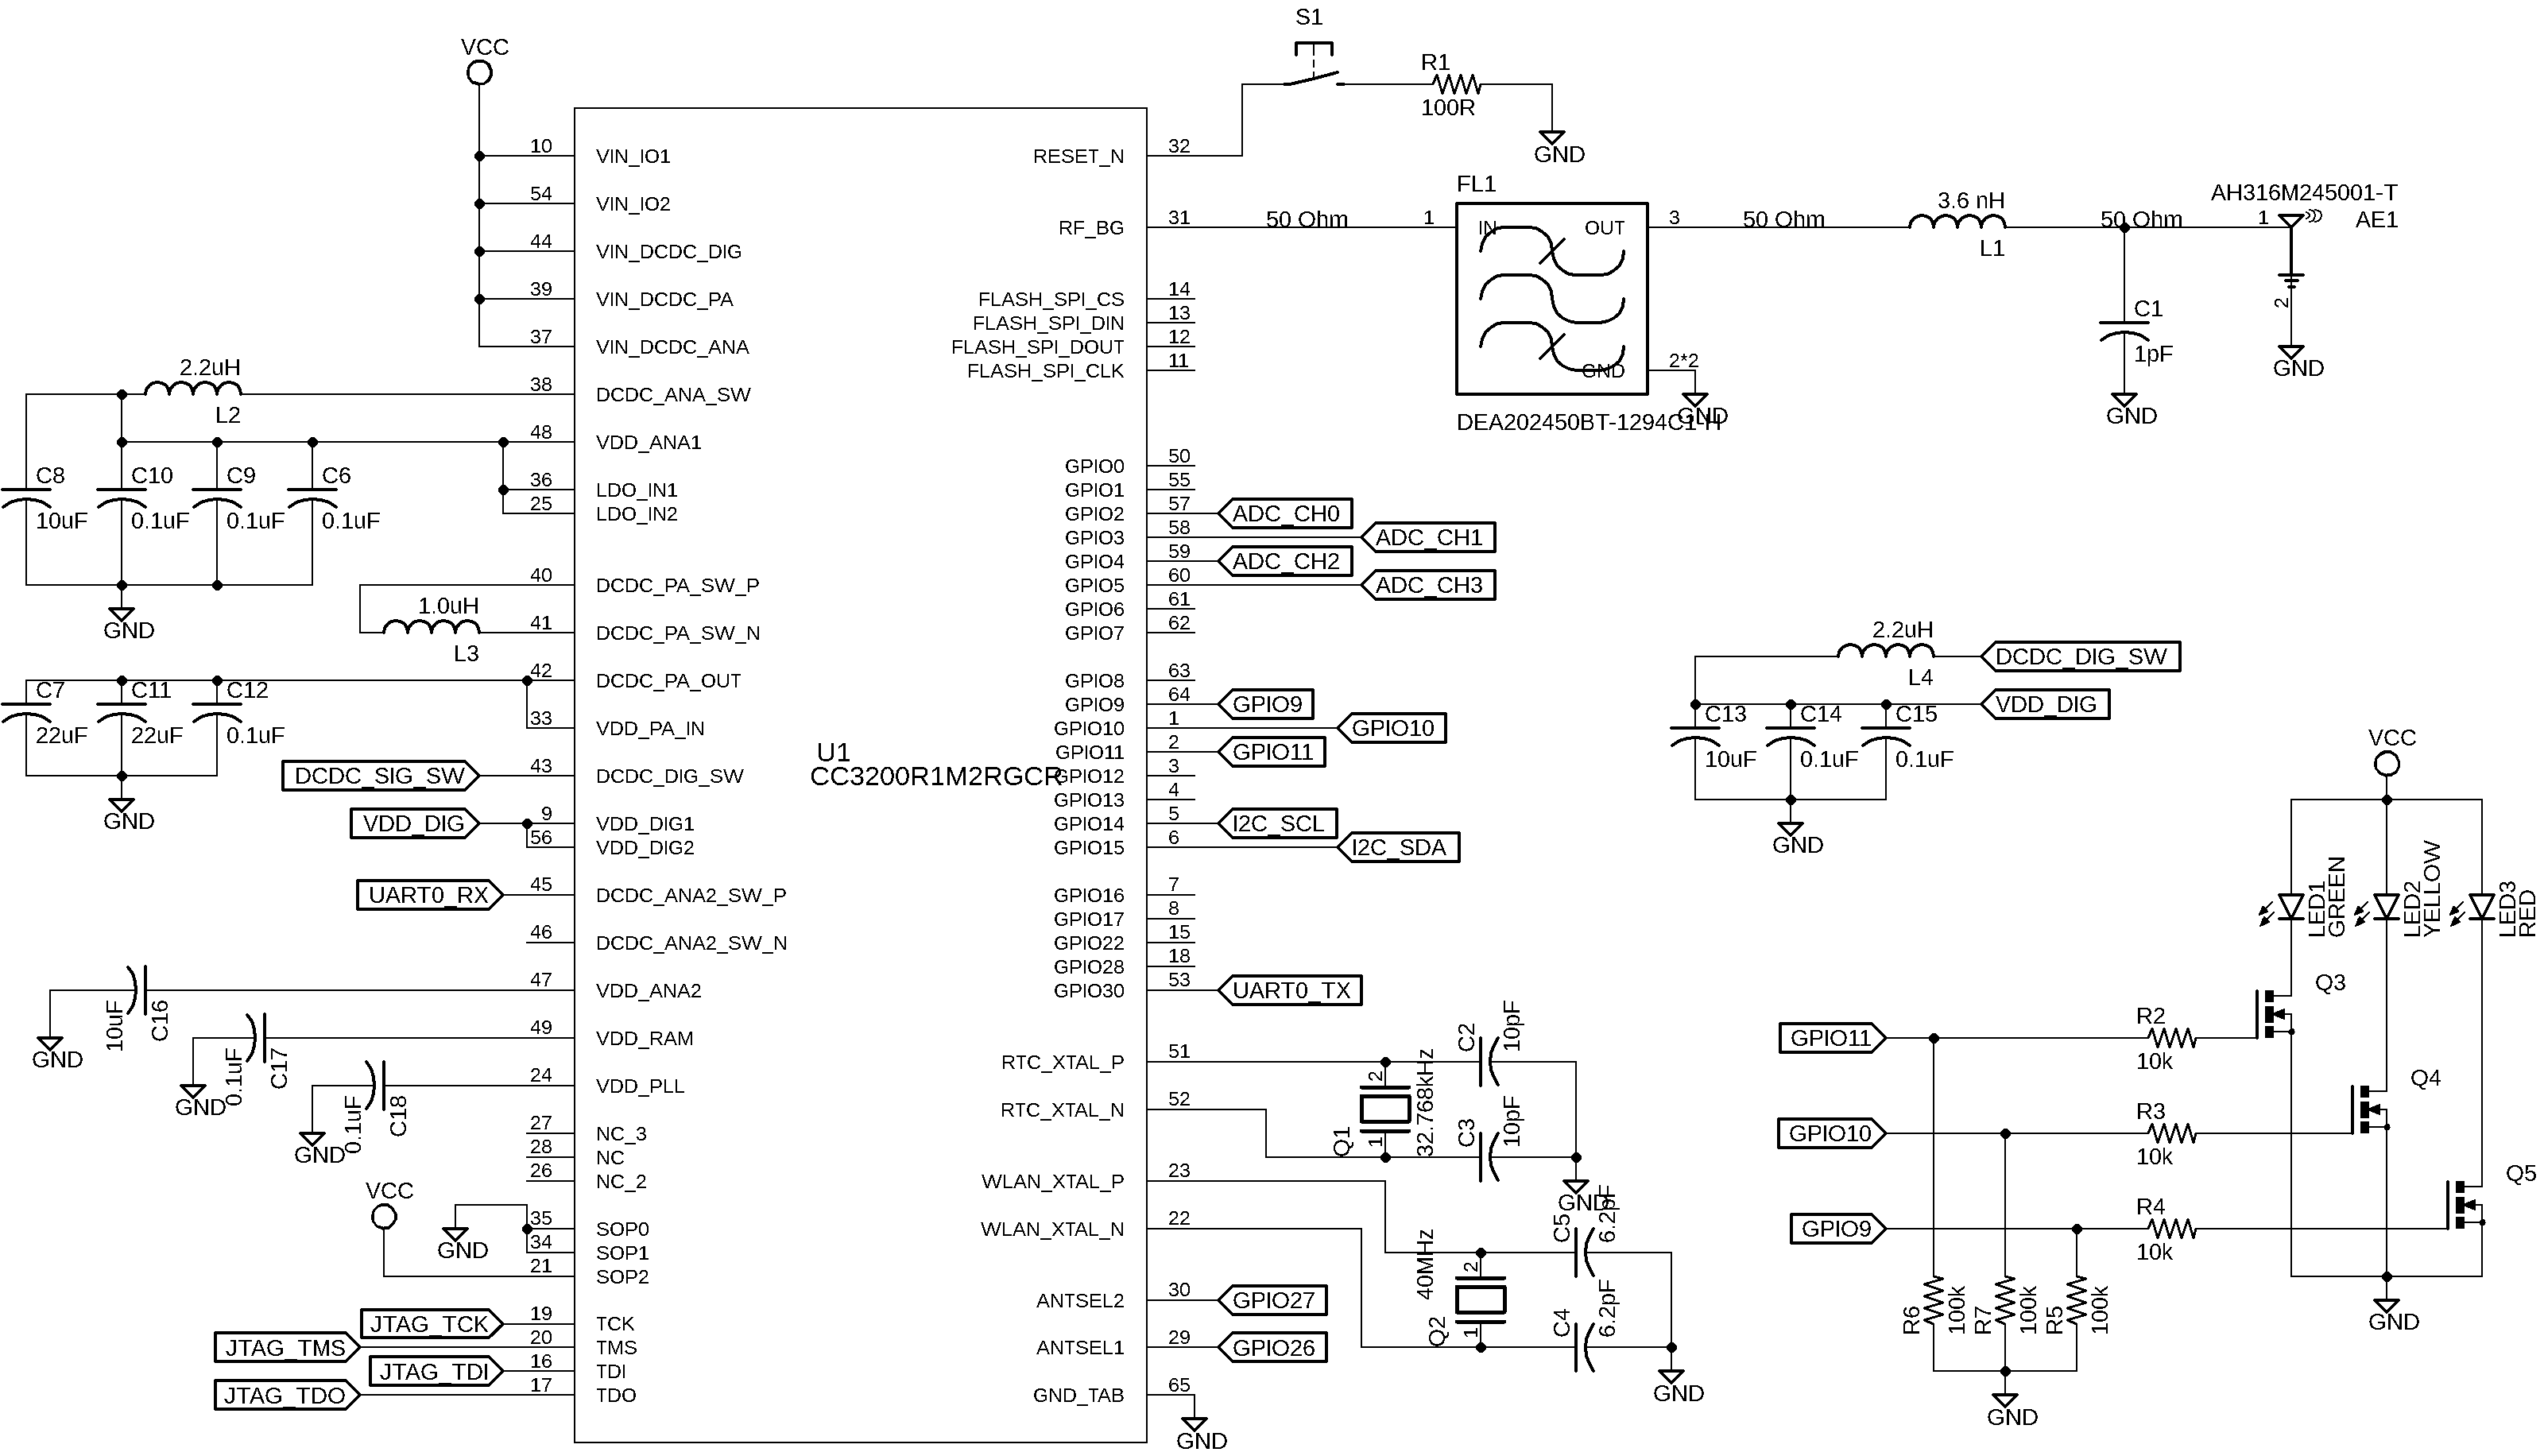 VCC
10 VIN_IO1
54 VIN_IO2
44 VIN_DCDC_DIG
39 VIN_DCDC_PA
37 VIN_DCDC_ANA
2.2uH
L2
38 DCDC_ANA_SW
48 VDD_ANA1
36 LDO_IN1
25 LDO_IN2
C8 C10 C9 C6
10uF 0.1uF 0.1uF 0.1uF
GND
40 DCDC_PA_SW_P
1.0uH
L3
41 DCDC_PA_SW_N
42 DCDC_PA_OUT
C7 C11 C12
22uF 22uF 0.1uF
GND
33 VDD_PA_IN
DCDC_SIG_SW 43 DCDC_DIG_SW
VDD_DIG 9 VDD_DIG1
56 VDD_DIG2
UART0_RX 45 DCDC_ANA2_SW_P
46 DCDC_ANA2_SW_N
47 VDD_ANA2
GND 10uF C16
49 VDD_RAM
GND 0.1uF C17
24 VDD_PLL
GND 0.1uF C18
27 NC_3
28 NC
26 NC_2
VCC
GND
35 SOP0
34 SOP1
21 SOP2
JTAG_TCK 19 TCK
JTAG_TMS 20 TMS
JTAG_TDI 16 TDI
JTAG_TDO 17 TDO
U1
CC3200R1M2RGCR
RESET_N 32
S1
R1
100R
GND
RF_BG 31
50 Ohm
FL1
1 IN OUT 3
GND 2*2
GND
DEA202450BT-1294C1-H
50 Ohm
3.6 nH
L1
50 Ohm
C1
1pF
GND
AH316M245001-T
1 AE1
2
GND
FLASH_SPI_CS 14
FLASH_SPI_DIN 13
FLASH_SPI_DOUT 12
FLASH_SPI_CLK 11
GPIO0 50
GPIO1 55
GPIO2 57 ADC_CH0
GPIO3 58 ADC_CH1
GPIO4 59 ADC_CH2
GPIO5 60 ADC_CH3
GPIO6 61
GPIO7 62
GPIO8 63
GPIO9 64 GPIO9
GPIO10 1 GPIO10
GPIO11 2 GPIO11
GPIO12 3
GPIO13 4
GPIO14 5 I2C_SCL
GPIO15 6 I2C_SDA
GPIO16 7
GPIO17 8
GPIO22 15
GPIO28 18
GPIO30 53 UART0_TX
RTC_XTAL_P 51
RTC_XTAL_N 52
Q1 1 2 32.768kHz
C2 10pF
C3 10pF
GND
WLAN_XTAL_P 23
WLAN_XTAL_N 22
Q2 1 2 40MHz
C5 6.2pF
C4 6.2pF
GND
ANTSEL2 30 GPIO27
ANTSEL1 29 GPIO26
GND_TAB 65
GND
2.2uH
L4
DCDC_DIG_SW
VDD_DIG
C13 C14 C15
10uF 0.1uF 0.1uF
GND
VCC
LED1 GREEN
LED2 YELLOW
LED3 RED
Q3
GPIO11 R2
10k
Q4
GPIO10 R3
10k
Q5
GPIO9 R4
10k
R6 100k
R7 100k
R5 100k
GND
GND